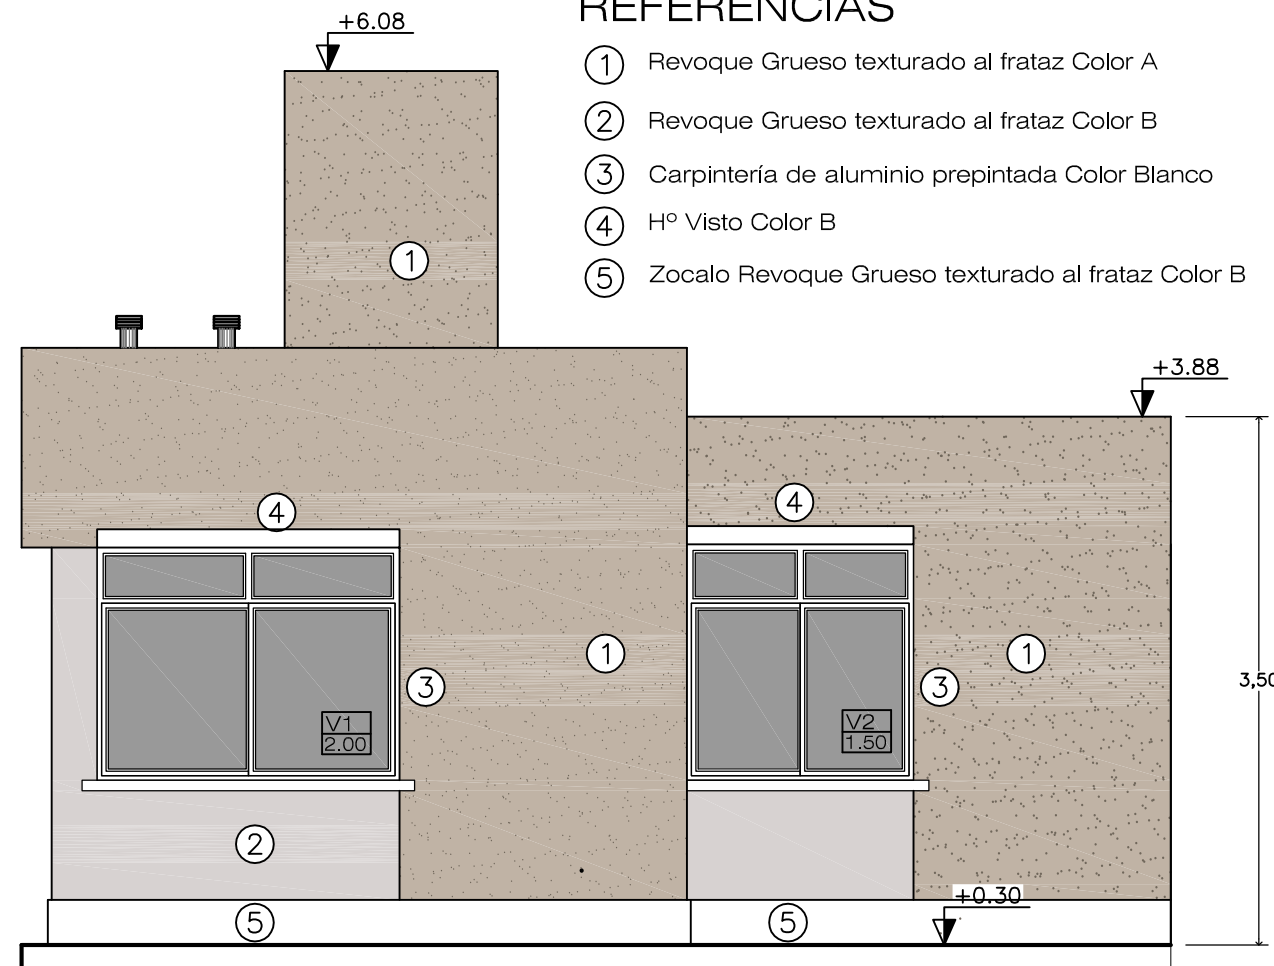 REFERENCIAS
1 Revoque Grueso texturado al frataz Color A
2 Revoque Grueso texturado al frataz Color B
3 Carpintería de aluminio prepintada Color Blanco
4 Hº Visto Color B
5 Zocalo Revoque Grueso texturado al frataz Color B
+6.08
1
+3.88
4
4
1
1
3
3
3,50
V1
2.00
V2
1.50
2
+0.30
5
5